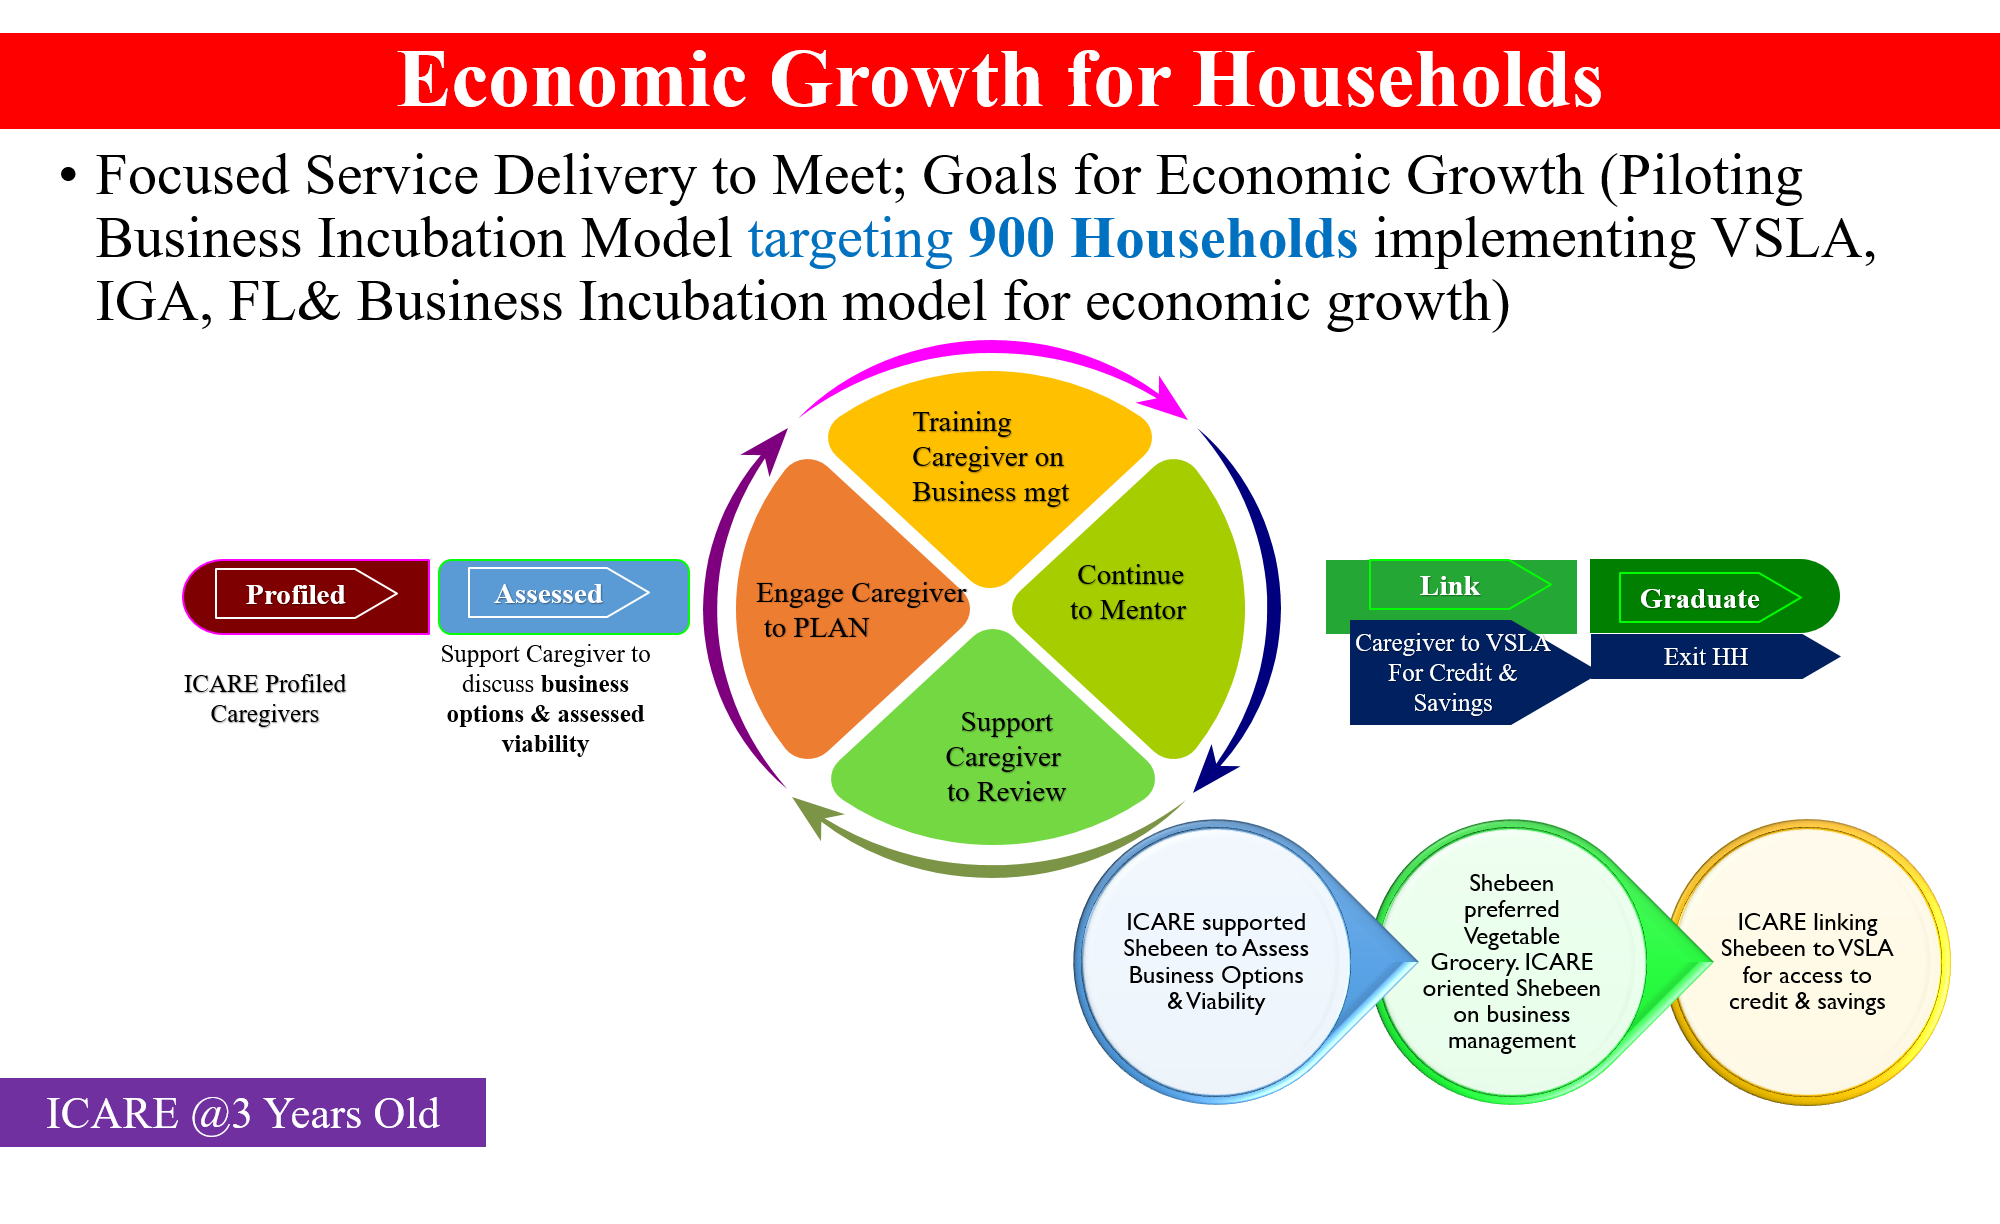 Economic Growth for Households
• Focused Service Delivery to Meet; Goals for Economic Growth (Piloting
Business Incubation Model targeting 900 Households implementing VSLA,
IGA, FL& Business Incubation model for economic growth)
Profiled
ICARE Profiled
Caregivers
Assessed
Support Caregiver to
discuss business
options & assessed
viability
Engage Caregiver
to PLAN
Training
Caregiver on
Business mgt
Continue
to Mentor
Support
Caregiver
to Review
Link
Caregiver to VSLA
For Credit &
Savings
Graduate
Exit HH
ICARE supported
Shebeen to Assess
Business Options
& Viability
Shebeen
preferred
Vegetable
Grocery. ICARE
oriented Shebeen
on business
management
ICARE linking
Shebeen to VSLA
for access to
credit & savings
ICARE @3 Years Old